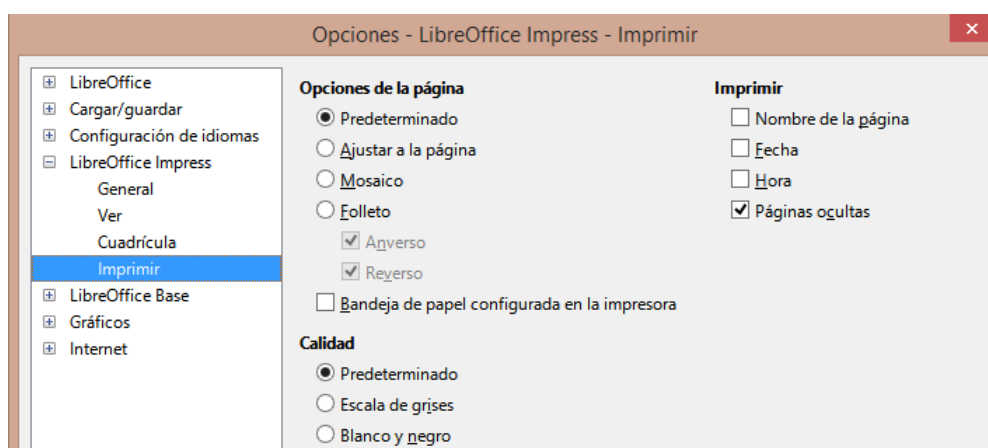 Opciones - LibreOffice Impress - Imprimir
LibreOffice
Cargar/guardar
Configuración de idiomas
LibreOffice Impress
General
Ver
Cuadrícula
Imprimir
LibreOffice Base
Gráficos
Internet
Opciones de la página
Predeterminado
Ajustar a la página
Mosaico
Folleto
Anverso
Reverso
Bandeja de papel configurada en la impresora
Calidad
Predeterminado
Escala de grises
Blanco y negro
Imprimir
Nombre de la página
Fecha
Hora
Páginas ocultas